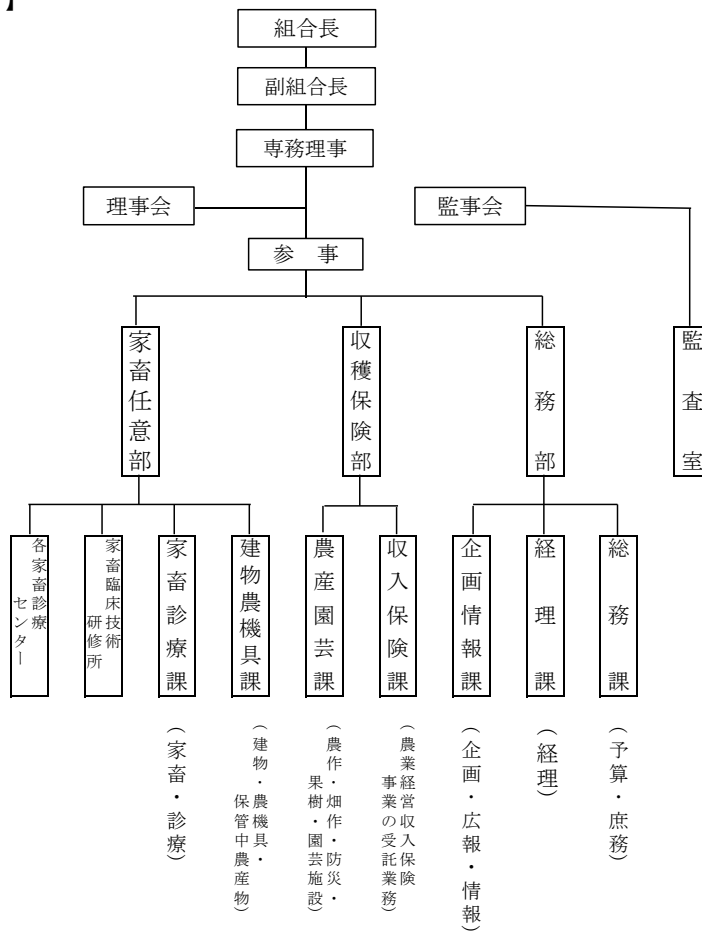 】
組合長
副組合長
専務理事
理事会
監事会
参　事
家畜任意部
収穫保険部
総務部
監査室
各家畜診療
センター
家畜臨床技術
研修所
家畜診療課
建物農機具課
農産園芸課
収入保険課
企画情報課
経理課
総務課
（家畜・診療）
（建物・農機具・
保管中農産物）
（農作・畑作・防災・
果樹・園芸施設）
（農業経営収入保険
事業の受託業務）
（企画・広報・情報）
（経理）
（予算・庶務）